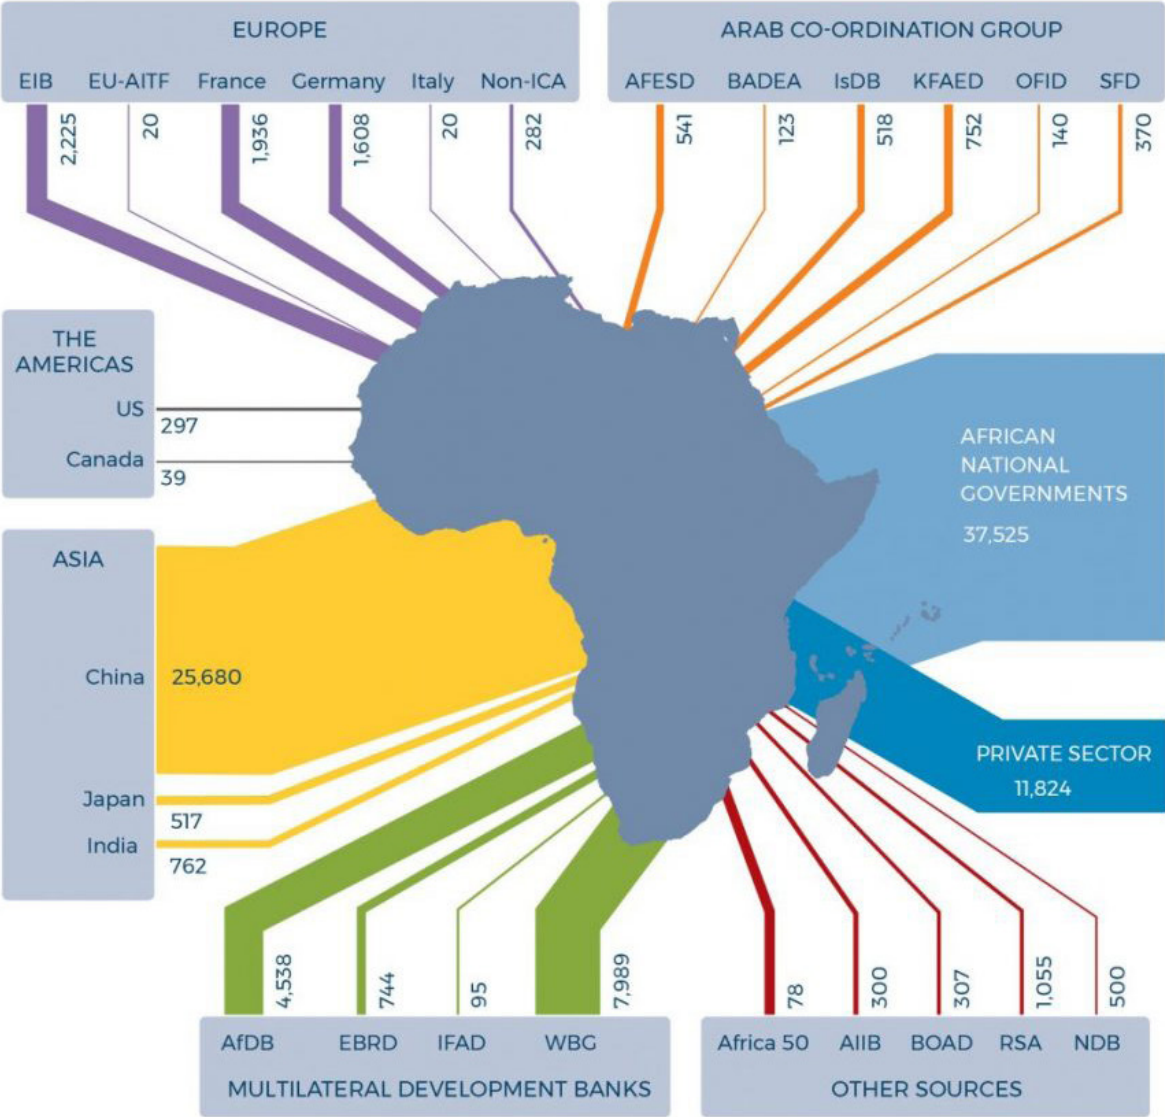 EUROPE
EIB EU-AITF France Germany Italy Non-ICA
2,225 20 1,936 1,608 20 282
ARAB CO-ORDINATION GROUP
AFESD BADEA IsDB KFAED OFID SFD
541 123 518 752 140 370
THE
AMERICAS
US
297
Canada
39
AFRICAN
NATIONAL
GOVERNMENTS
37,525
ASIA
China 25,680
Japan
517
India
762
PRIVATE SECTOR
11,824
4,538 744 95 7,989
AfDB EBRD IFAD WBG
MULTILATERAL DEVELOPMENT BANKS
78 300 307 1,055 500
Africa 50 AIIB BOAD RSA NDB
OTHER SOURCES